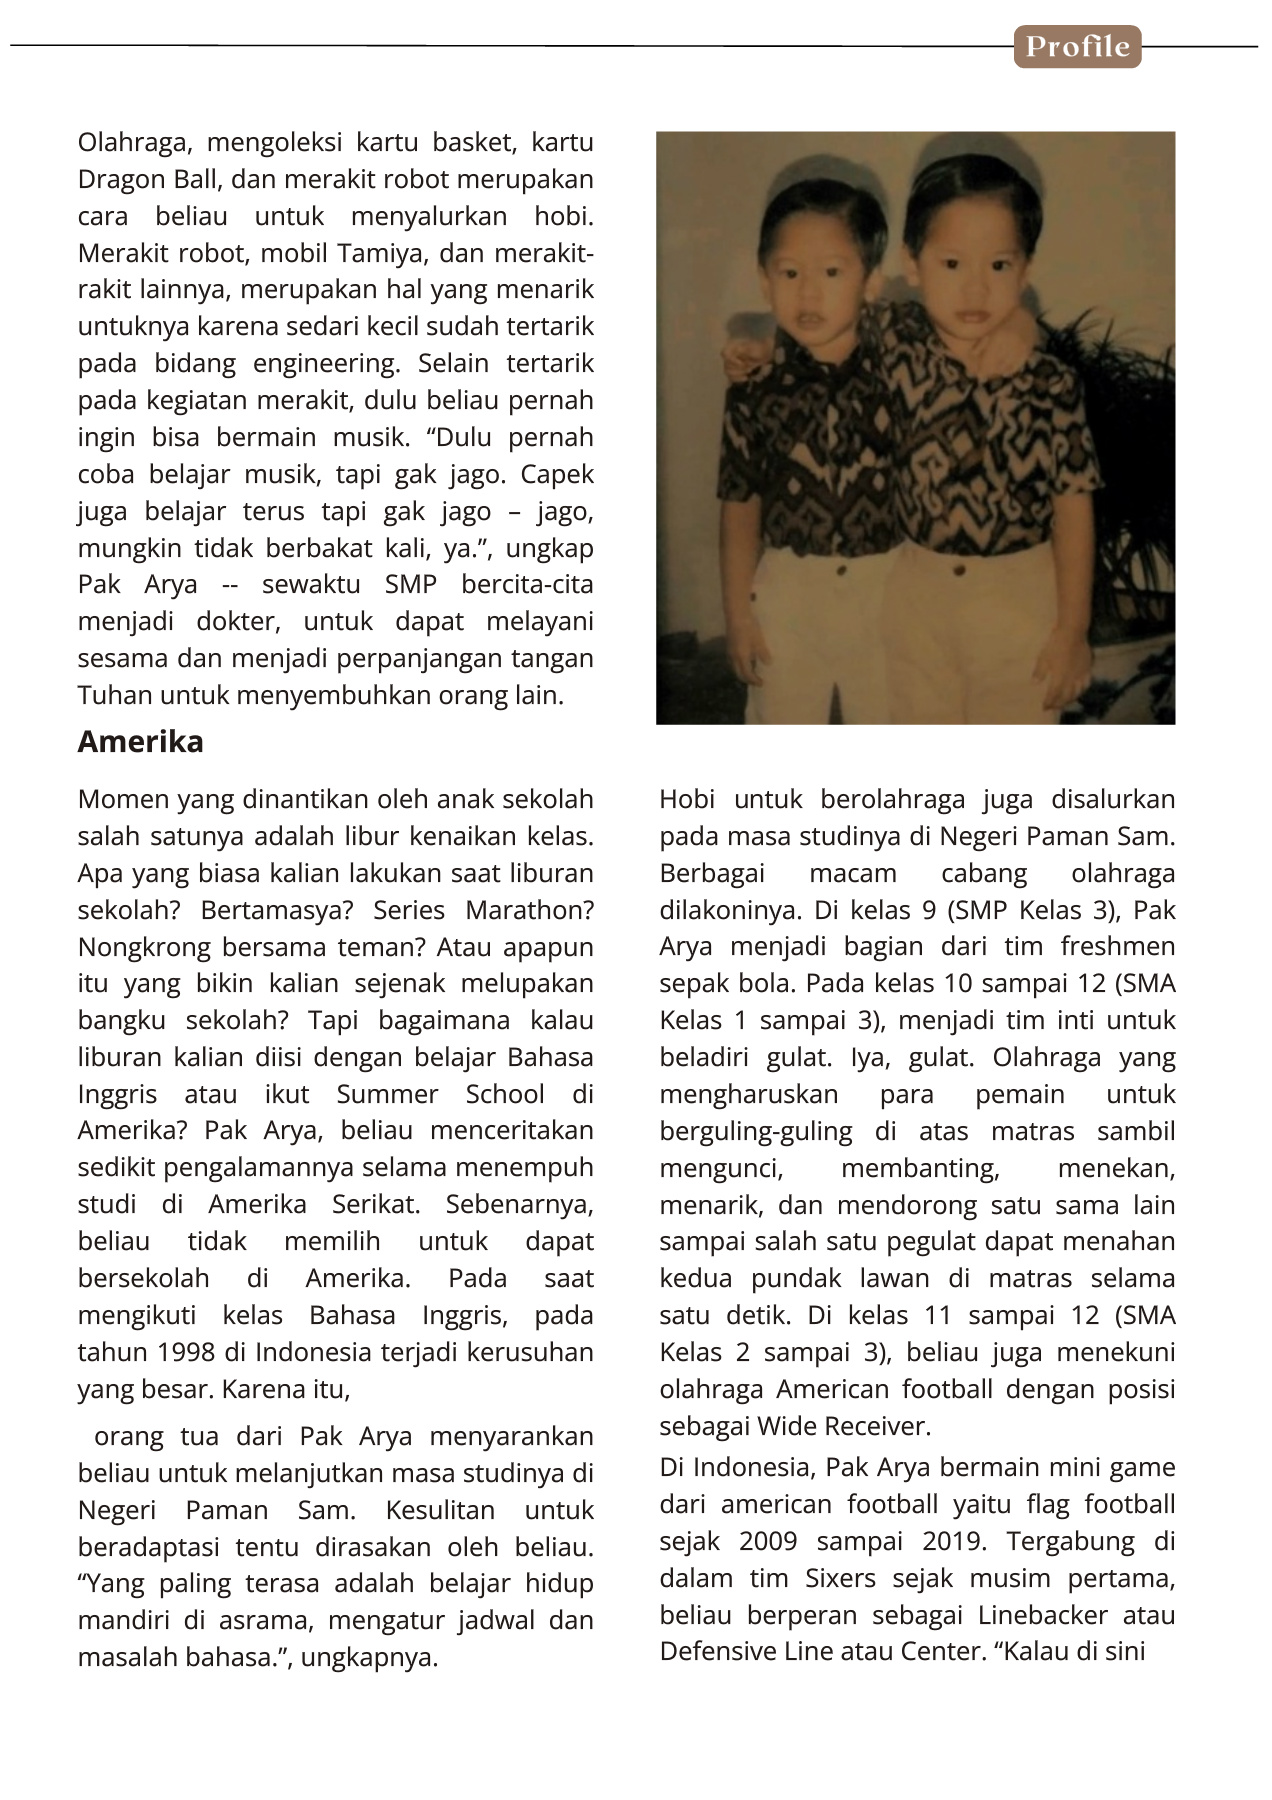 Profile
Olahraga, mengoleksi kartu basket, kartu
Dragon Ball, dan merakit robot merupakan
cara beliau untuk menyalurkan hobi.
Merakit robot, mobil Tamiya, dan merakit-
rakit lainnya, merupakan hal yang menarik
untuknya karena sedari kecil sudah tertarik
pada bidang engineering. Selain tertarik
pada kegiatan merakit, dulu beliau pernah
ingin bisa bermain musik. “Dulu pernah
coba belajar musik, tapi gak jago. Capek
juga belajar terus tapi gak jago – jago,
mungkin tidak berbakat kali, ya.”, ungkap
Pak Arya -- sewaktu SMP bercita-cita
menjadi dokter, untuk dapat melayani
sesama dan menjadi perpanjangan tangan
Tuhan untuk menyembuhkan orang lain.
Amerika
Momen yang dinantikan oleh anak sekolah
salah satunya adalah libur kenaikan kelas.
Apa yang biasa kalian lakukan saat liburan
sekolah? Bertamasya? Series Marathon?
Nongkrong bersama teman? Atau apapun
itu yang bikin kalian sejenak melupakan
bangku sekolah? Tapi bagaimana kalau
liburan kalian diisi dengan belajar Bahasa
Inggris atau ikut Summer School di
Amerika? Pak Arya, beliau menceritakan
sedikit pengalamannya selama menempuh
studi di Amerika Serikat. Sebenarnya,
beliau tidak memilih untuk dapat
bersekolah di Amerika. Pada saat
mengikuti kelas Bahasa Inggris, pada
tahun 1998 di Indonesia terjadi kerusuhan
yang besar. Karena itu,
orang tua dari Pak Arya menyarankan
beliau untuk melanjutkan masa studinya di
Negeri Paman Sam. Kesulitan untuk
beradaptasi tentu dirasakan oleh beliau.
“Yang paling terasa adalah belajar hidup
mandiri di asrama, mengatur jadwal dan
masalah bahasa.”, ungkapnya.
Hobi untuk berolahraga juga disalurkan
pada masa studinya di Negeri Paman Sam.
Berbagai macam cabang olahraga
dilakoninya. Di kelas 9 (SMP Kelas 3), Pak
Arya menjadi bagian dari tim freshmen
sepak bola. Pada kelas 10 sampai 12 (SMA
Kelas 1 sampai 3), menjadi tim inti untuk
beladiri gulat. Iya, gulat. Olahraga yang
mengharuskan para pemain untuk
berguling-guling di atas matras sambil
mengunci, membanting, menekan,
menarik, dan mendorong satu sama lain
sampai salah satu pegulat dapat menahan
kedua pundak lawan di matras selama
satu detik. Di kelas 11 sampai 12 (SMA
Kelas 2 sampai 3), beliau juga menekuni
olahraga American football dengan posisi
sebagai Wide Receiver.
Di Indonesia, Pak Arya bermain mini game
dari american football yaitu flag football
sejak 2009 sampai 2019. Tergabung di
dalam tim Sixers sejak musim pertama,
beliau berperan sebagai Linebacker atau
Defensive Line atau Center. “Kalau di sini